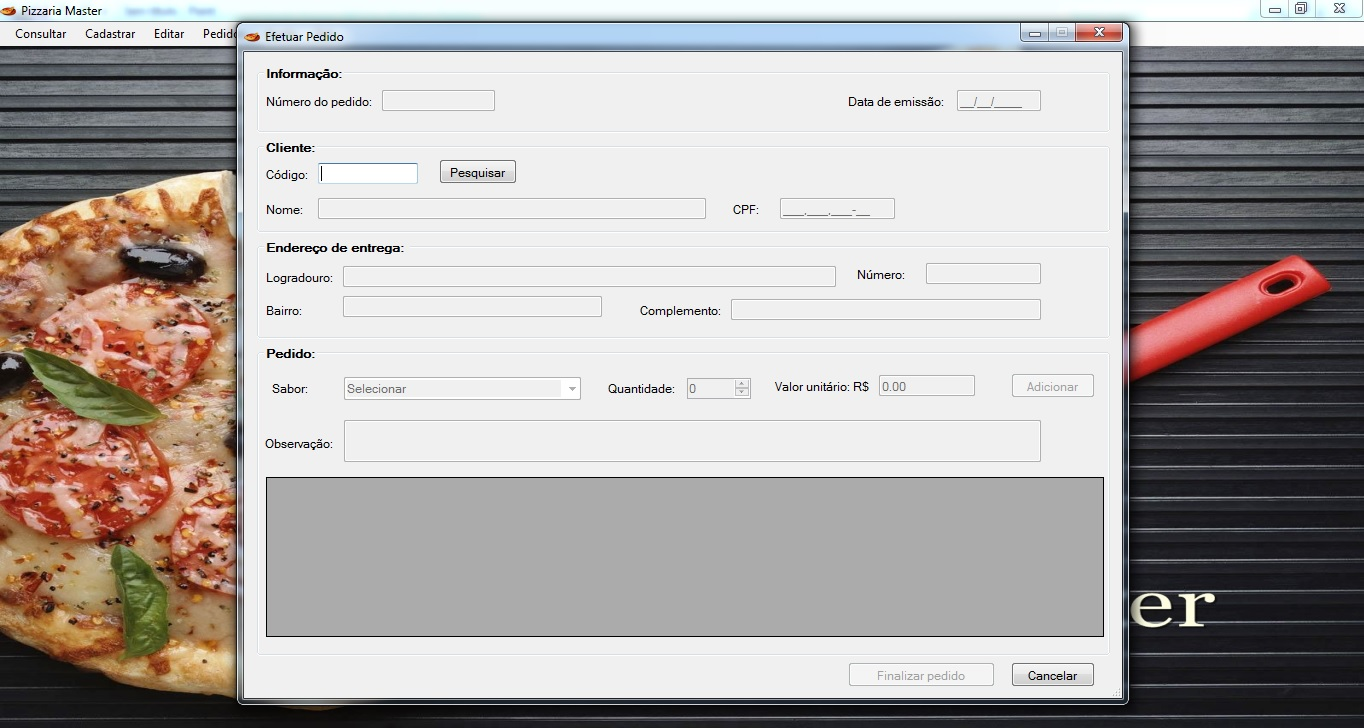 Pizzaria Master
Consultar Cadastrar Editar
Efetuar Pedido
Informação:
Número do pedido: Data de emissão: __/__/____
Cliente:
Código: Pesquisar
Nome: CPF: ___.___.___-__
Endereço de entrega:
Logradouro: Número:
Bairro: Complemento:
Pedido:
Sabor: Selecionar Quantidade: 0 Valor unitário: R$ 0.00 Adicionar
Observação:
er
Finalizar pedido Cancelar